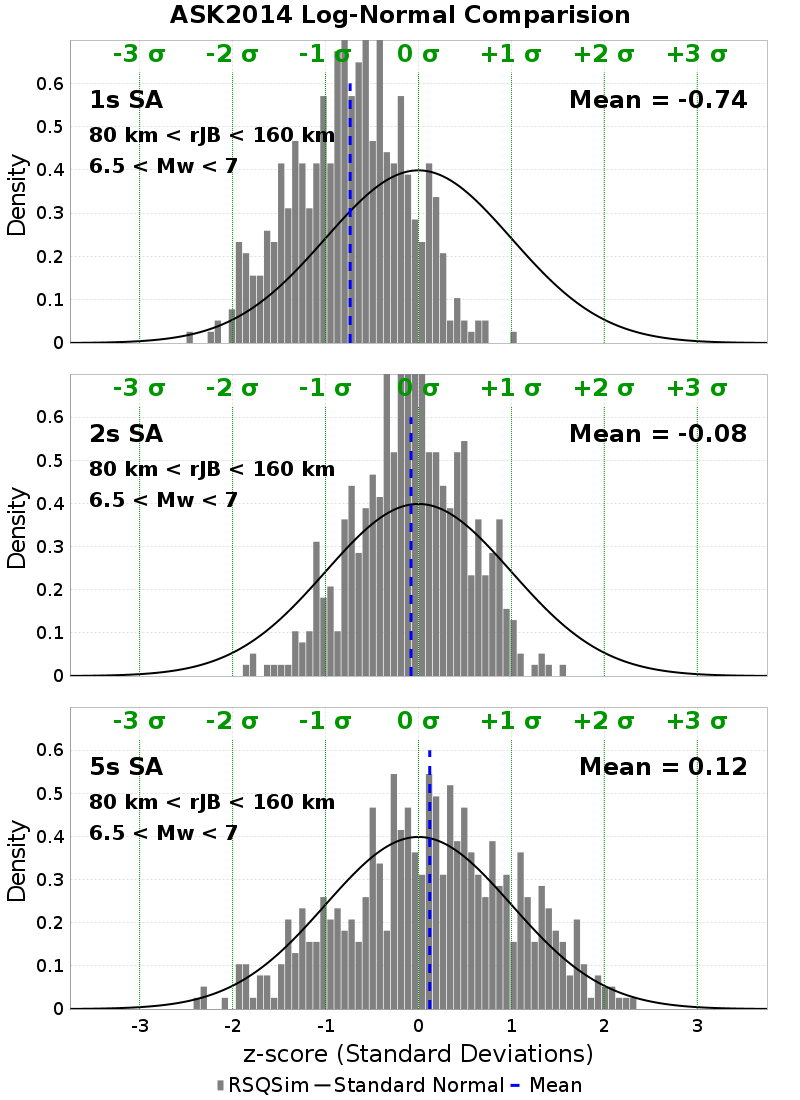 ASK2014 Log-Normal Comparision
-3 σ -2 σ -1 σ 0 σ +1 σ +2 σ +3 σ
1s SA Mean = -0.74
80 km < rJB < 160 km
6.5 < Mw < 7
0.6
0.5
0.4
0.3
0.2
0.1
0
Density
-3 σ -2 σ -1 σ 0 σ +1 σ +2 σ +3 σ
2s SA Mean = -0.08
80 km < rJB < 160 km
6.5 < Mw < 7
0.6
0.5
0.4
0.3
0.2
0.1
0
Density
-3 σ -2 σ -1 σ 0 σ +1 σ +2 σ +3 σ
5s SA Mean = 0.12
80 km < rJB < 160 km
6.5 < Mw < 7
0.6
0.5
0.4
0.3
0.2
0.1
0
Density
-3 -2 -1 0 1 2 3
z-score (Standard Deviations)
RSQSim Standard Normal Mean